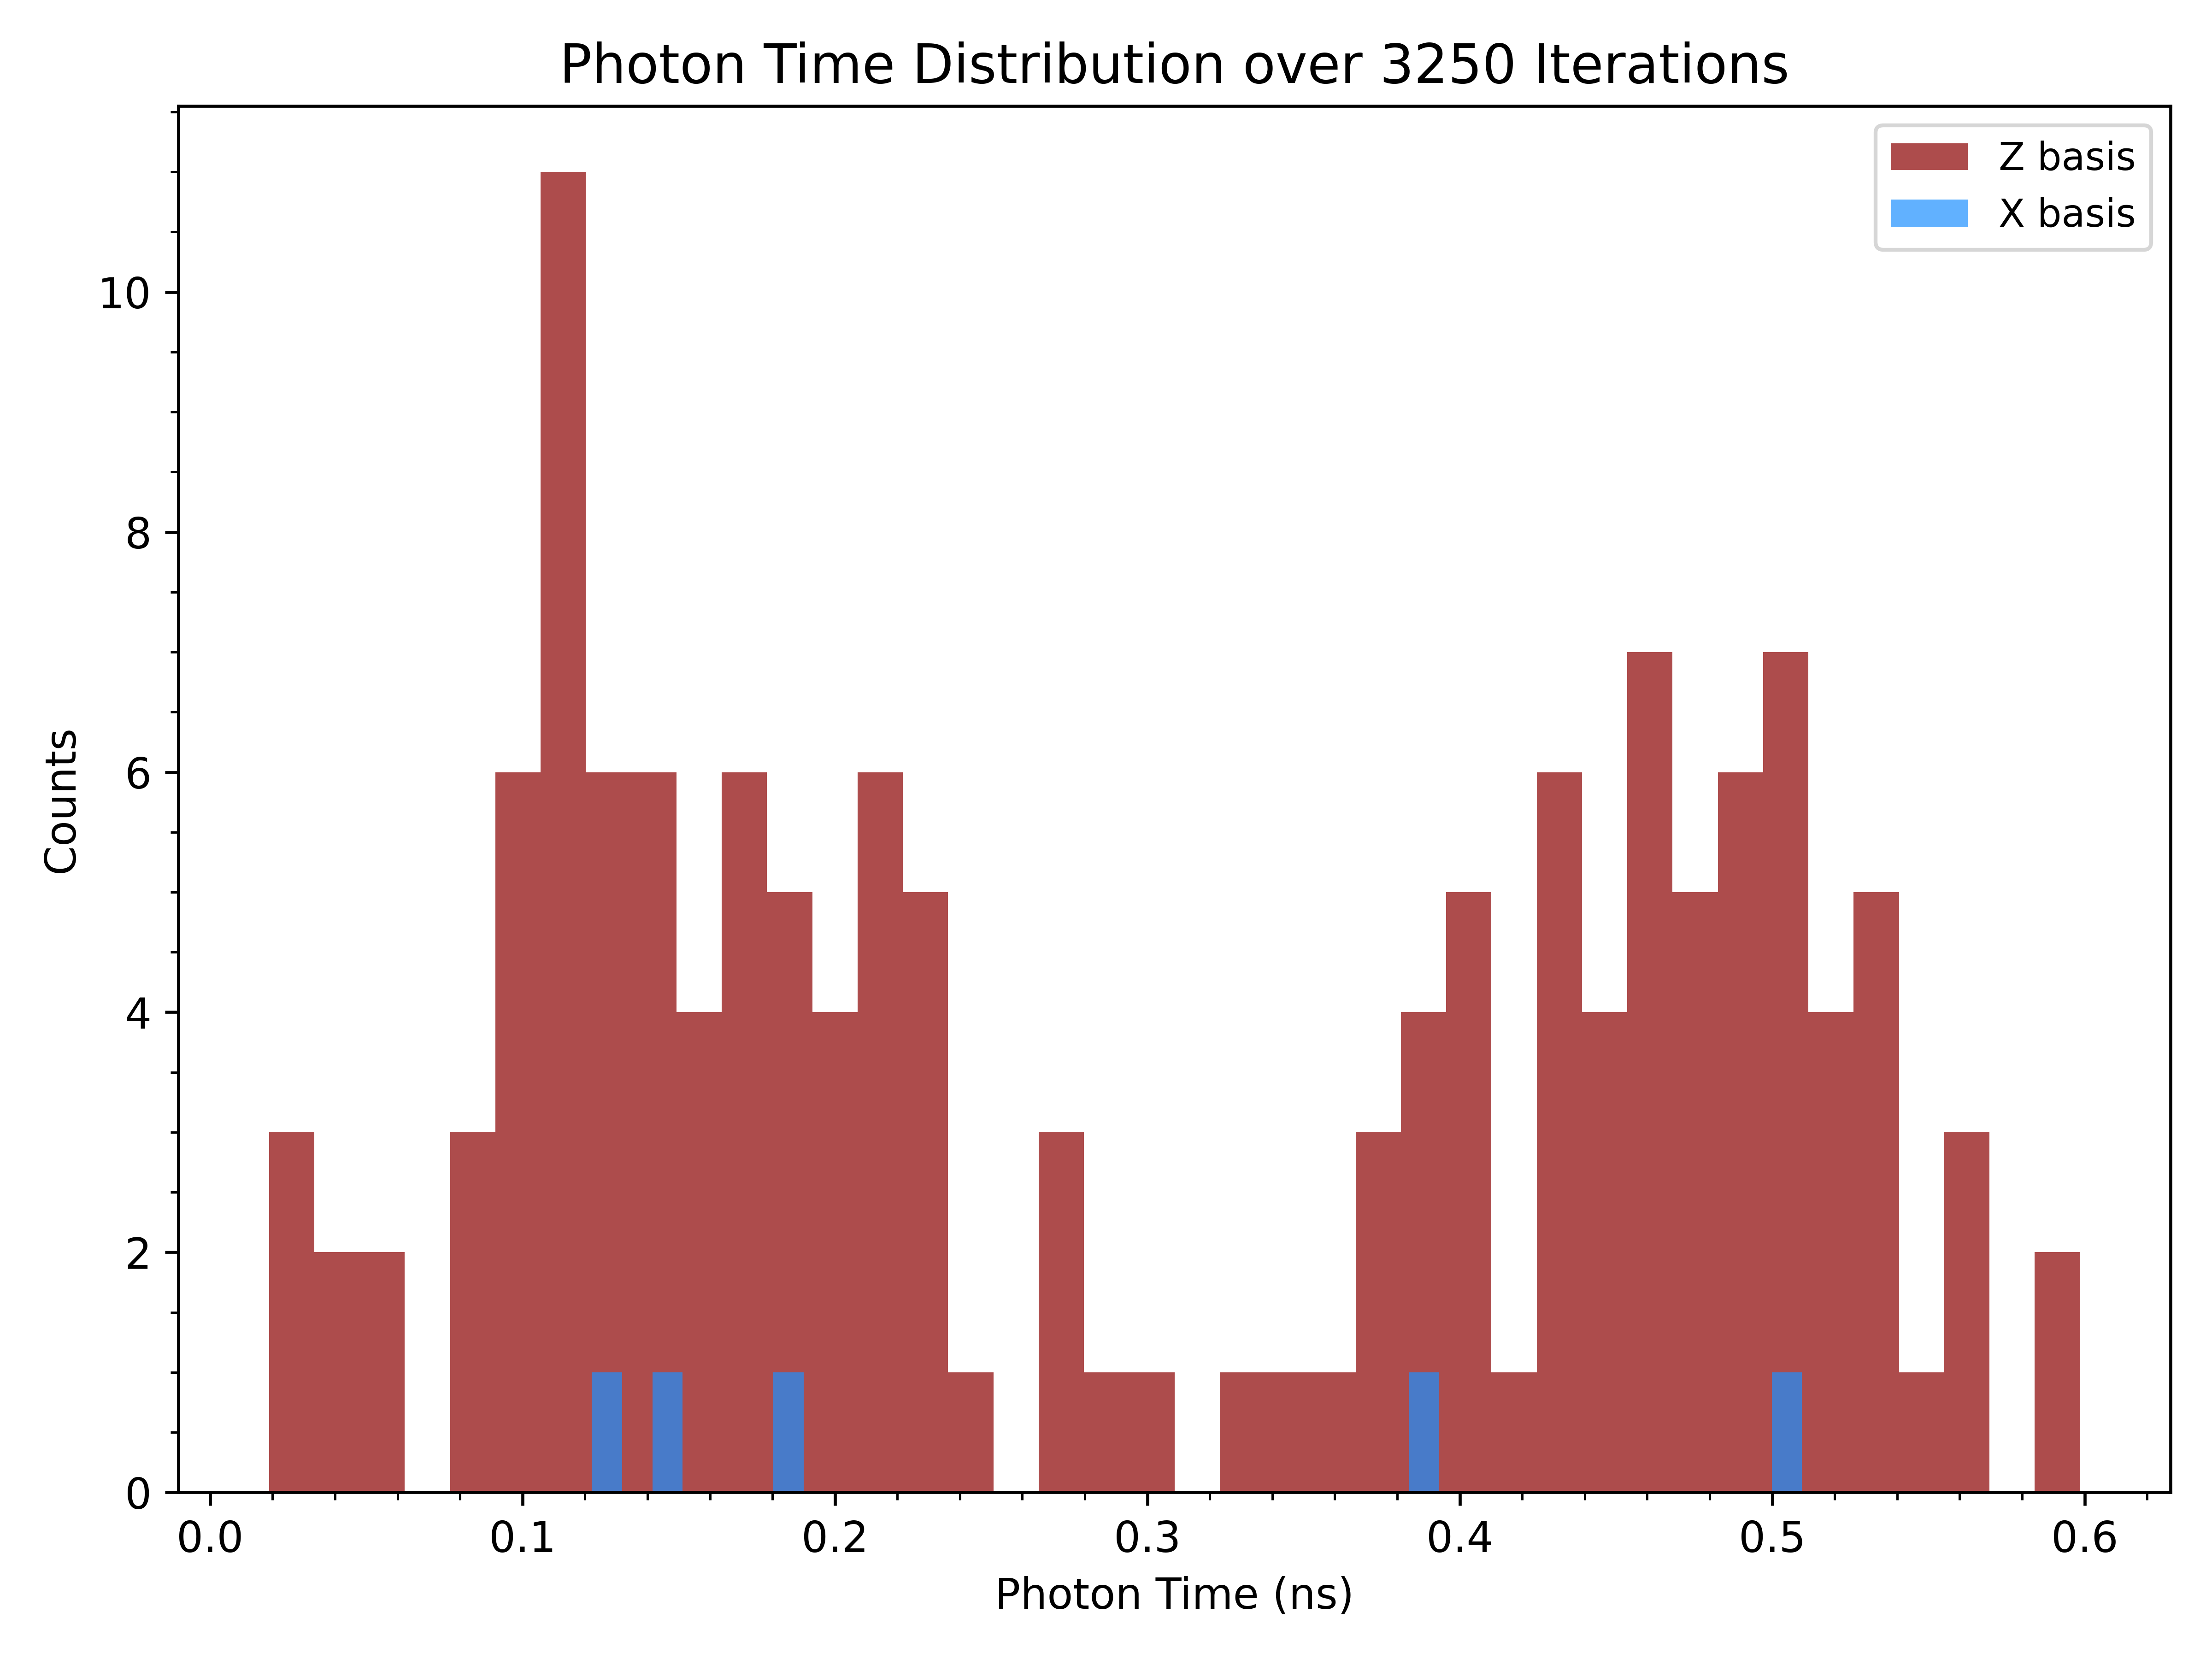 Photon Time Distribution over 3250 Iterations
Z basis
X basis
10
8
6
4
2
0
Counts
0.0 0.1 0.2 0.3 0.4 0.5 0.6
Photon Time (ns)